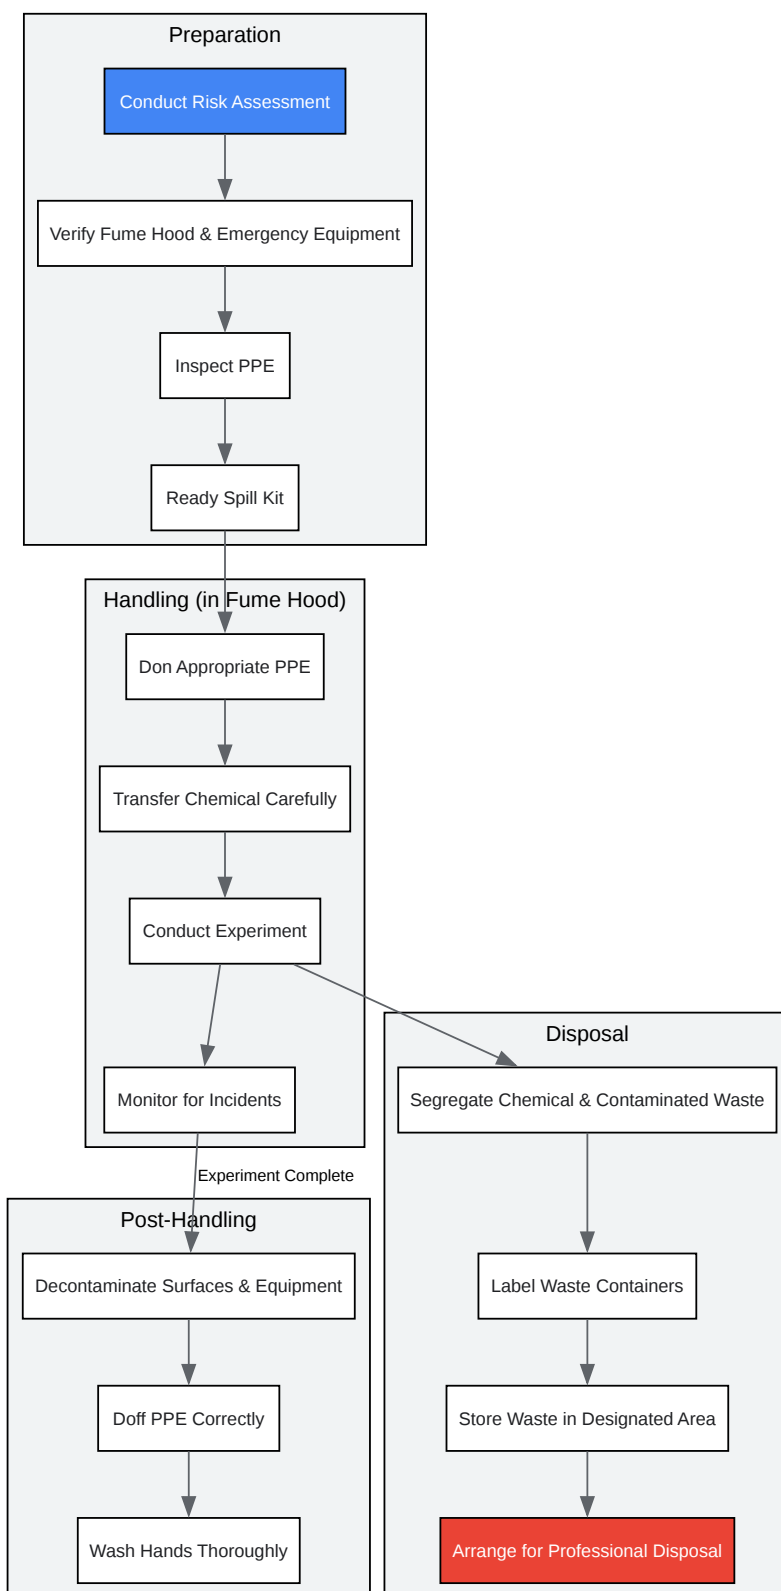 Preparation
Conduct Risk Assessment
Verify Fume Hood & Emergency Equipment
Inspect PPE
Ready Spill Kit
Handling (in Fume Hood)
Don Appropriate PPE
Transfer Chemical Carefully
Conduct Experiment
Monitor for Incidents
Experiment Complete
Post-Handling
Decontaminate Surfaces & Equipment
Doff PPE Correctly
Wash Hands Thoroughly
Disposal
Segregate Chemical & Contaminated Waste
Label Waste Containers
Store Waste in Designated Area
Arrange for Professional Disposal